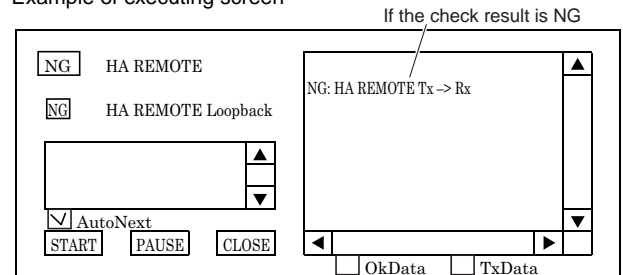 Example of executing screen
If the check result is NG
NG HA REMOTE
NG: HA REMOTE Tx –> Rx
NG HA REMOTE Loopback
AutoNext
START PAUSE CLOSE
OkData TxData